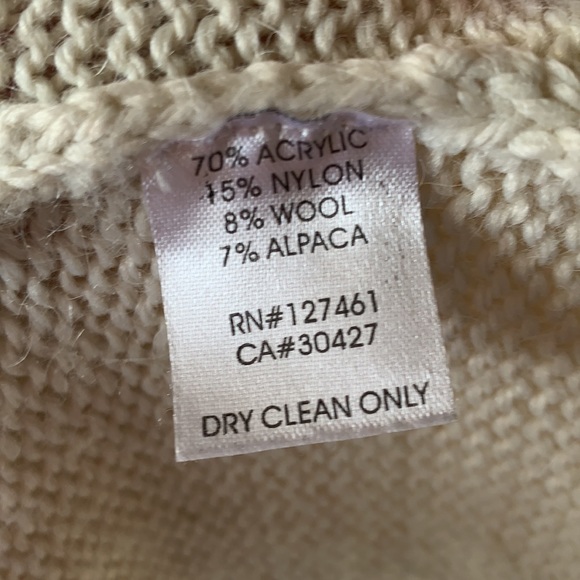 70% ACRYLIC
15% NYLON
8% WOOL
7% ALPACA
RN#127461
CA#30427
DRY CLEAN ONLY